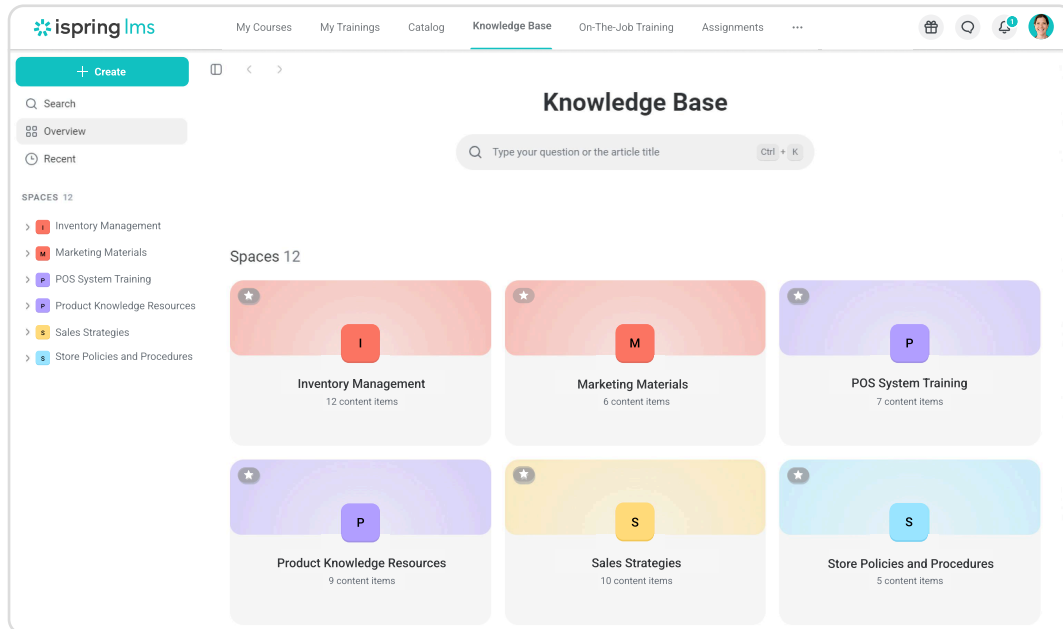 ispring lms
My Courses
My Trainings
Catalog
Knowledge Base
On-The-Job Training
Assignments
...
1
+ Create
Search
Overview
Recent
SPACES 12
I Inventory Management
M Marketing Materials
P POS System Training
P Product Knowledge Resources
S Sales Strategies
S Store Policies and Procedures
Knowledge Base
Type your question or the article title
Ctrl + K
Spaces 12
I
Inventory Management
12 content items
M
Marketing Materials
6 content items
P
POS System Training
7 content items
P
Product Knowledge Resources
9 content items
S
Sales Strategies
10 content items
S
Store Policies and Procedures
5 content items